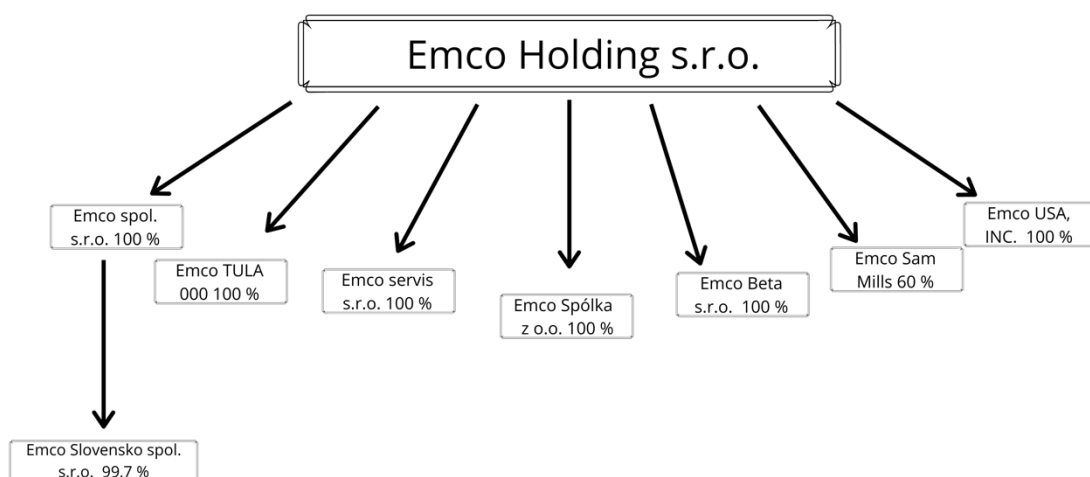 Emco Holding s.r.o.
Emco spol.
s.r.o. 100 %
Emco TULA
000 100 %
Emco servis
s.r.o. 100 %
Emco Spólka
z o.o. 100 %
Emco Beta
s.r.o. 100 %
Emco Sam
Mills 60 %
Emco USA,
INC. 100 %
Emco Slovensko spol.
s.r.o. 99,7 %